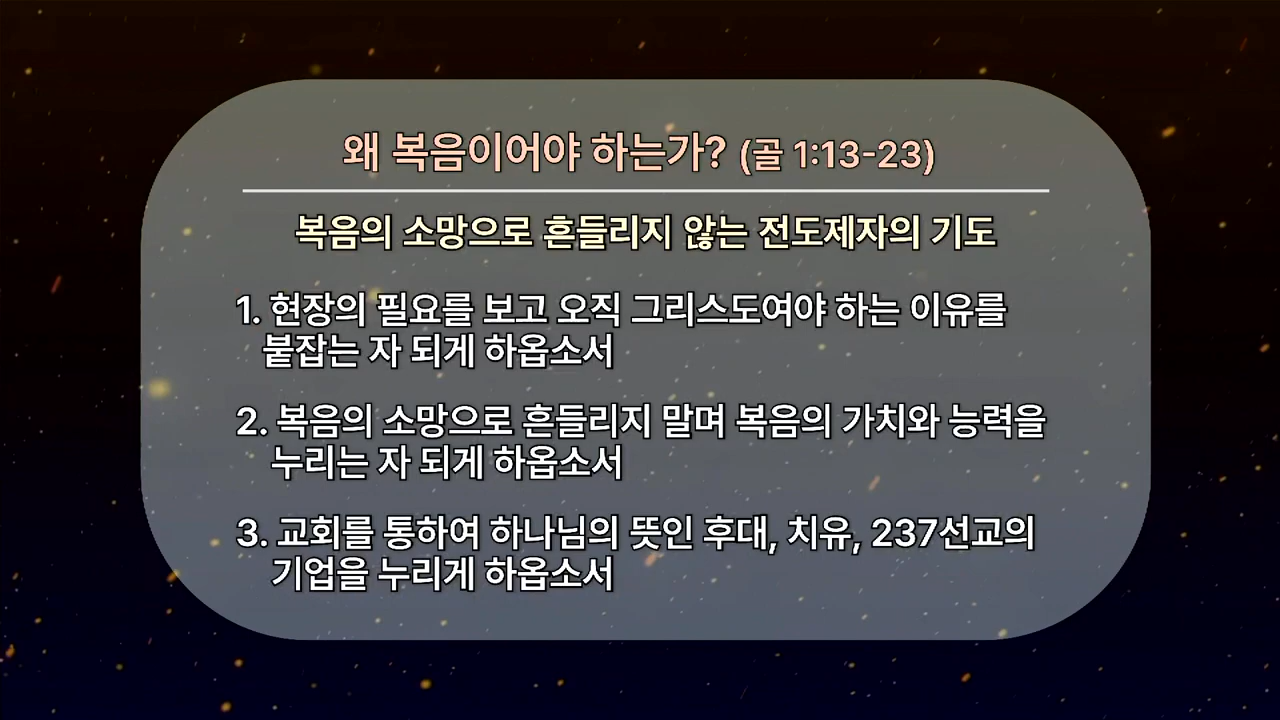 왜 복음이어야 하는가? (골 1:13-23)
복음의 소망으로 흔들리지 않는 전도제자의 기도
1. 현장의 필요를 보고 오직 그리스도여야 하는 이유를
붙잡는 자 되게 하옵소서
2. 복음의 소망으로 흔들리지 말며 복음의 가치와 능력을
누리는 자 되게 하옵소서
3. 교회를 통하여 하나님의 뜻인 후대, 치유, 237선교의
기업을 누리게 하옵소서